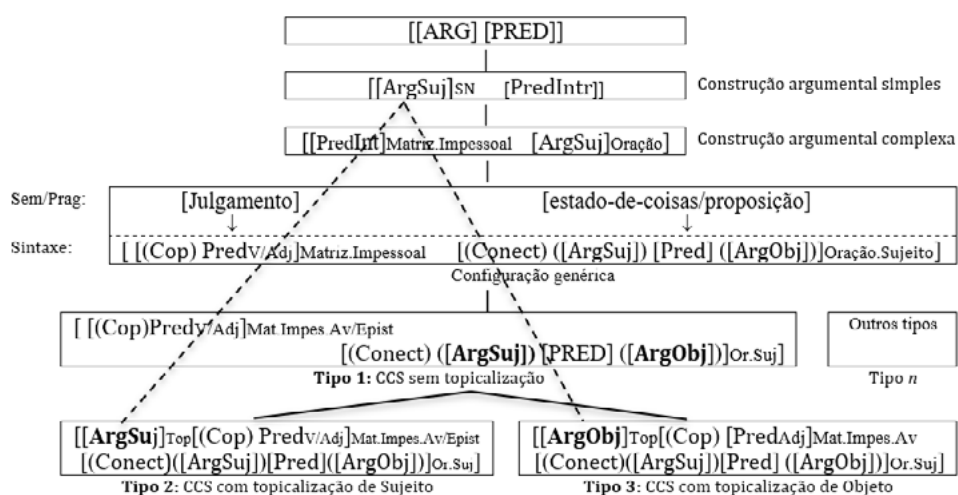 [[ARG] [PRED]]
[[ArgSuj]SN [PredIntr]] Construção argumental simples
[[PredInt]Matriz.Impessoal [ArgSuj]Oração] Construção argumental complexa
Sem/Prag: [Julgamento] [estado-de-coisas/proposição]
↓ ↓
Sintaxe: [ [(Cop) PredV/Adj]Matriz.Impessoal [(Conect) ([ArgSuj]) [Pred] ([ArgObj])]Oração.Sujeito]
Configuração genérica
[ [(Cop)PredV/Adj]Mat.Impes.Av/Epist Outros tipos
[(Conect) ([ArgSuj]) [PRED] ([ArgObj])]Or.Suj]
Tipo 1: CCS sem topicalização Tipo n
[[ArgSuj]Top[(Cop) PredV/Adj]Mat.Impes.Av/Epist [[ArgObj]Top[(Cop) [PredAdj]Mat.Impes.Av
[(Conect)([ArgSuj])[Pred]([ArgObj])]Or.Suj] [(Conect)([ArgSuj])[Pred] ([ArgObj])]Or.Suj]
Tipo 2: CCS com topicalização de Sujeito Tipo 3: CCS com topicalização de Objeto